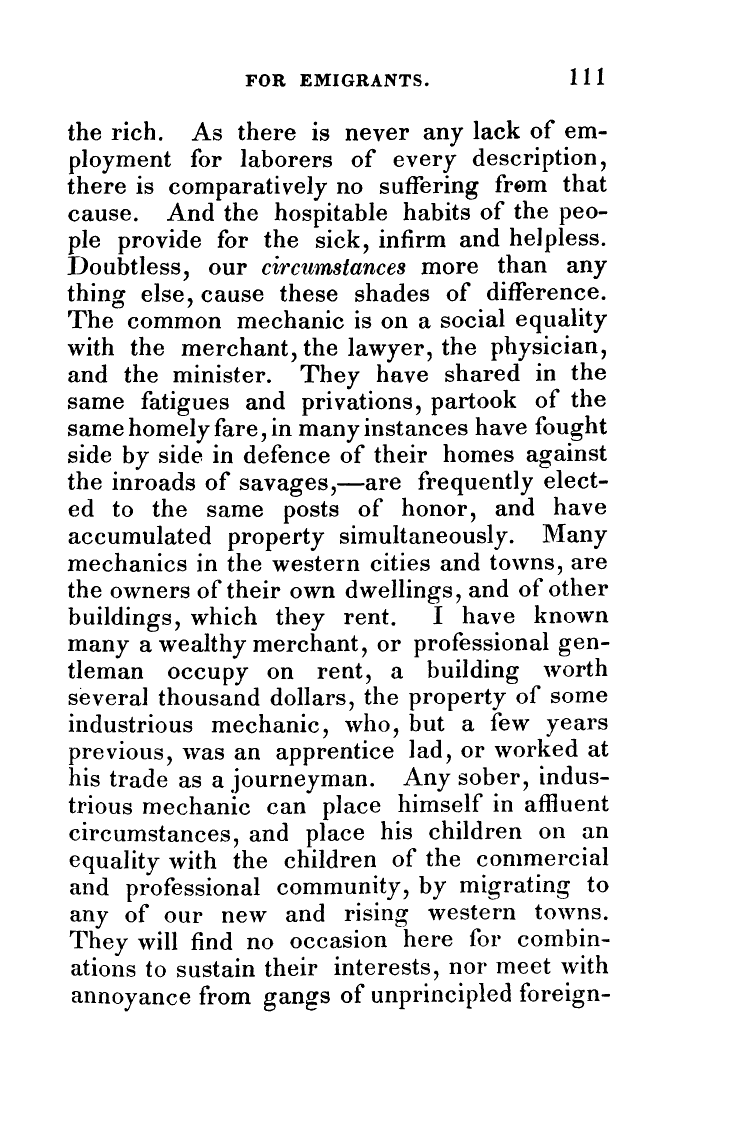 FOR EMIGRANTS. 111
the rich. As there is never any lack of em-
ployment for laborers of every description,
there is comparatively no suffering from that
cause. And the hospitable habits of the peo-
ple provide for the sick, infirm and helpless.
Doubtless, our circumstances more than any
thing else, cause these shades of difference.
The common mechanic is on a social equality
with the merchant, the lawyer, the physician,
and the minister. They have shared in the
same fatigues and privations, partook of the
same homely fare, in many instances have fought
side by side in defence of their homes against
the inroads of savages,—are frequently elect-
ed to the same posts of honor, and have
accumulated property simultaneously. Many
mechanics in the western cities and towns, are
the owners of their own dwellings, and of other
buildings, which they rent. I have known
many a wealthy merchant, or professional gen-
tleman occupy on rent, a building worth
several thousand dollars, the property of some
industrious mechanic, who, but a few years
previous, was an apprentice lad, or worked at
his trade as a journeyman. Any sober, indus-
trious mechanic can place himself in affluent
circumstances, and place his children on an
equality with the children of the commercial
and professional community, by migrating to
any of our new and rising western towns.
They will find no occasion here for combin-
ations to sustain their interests, nor meet with
annoyance from gangs of unprincipled foreign-